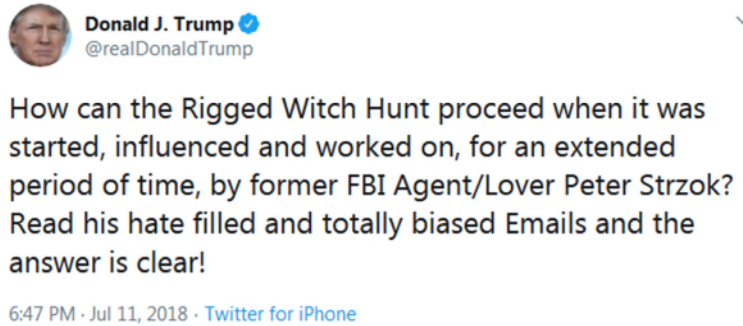 Donald J. Trump
@realDonaldTrump
How can the Rigged Witch Hunt proceed when it was
started, influenced and worked on, for an extended
period of time, by former FBI Agent/Lover Peter Strzok?
Read his hate filled and totally biased Emails and the
answer is clear!
6:47 PM · Jul 11, 2018 · Twitter for iPhone